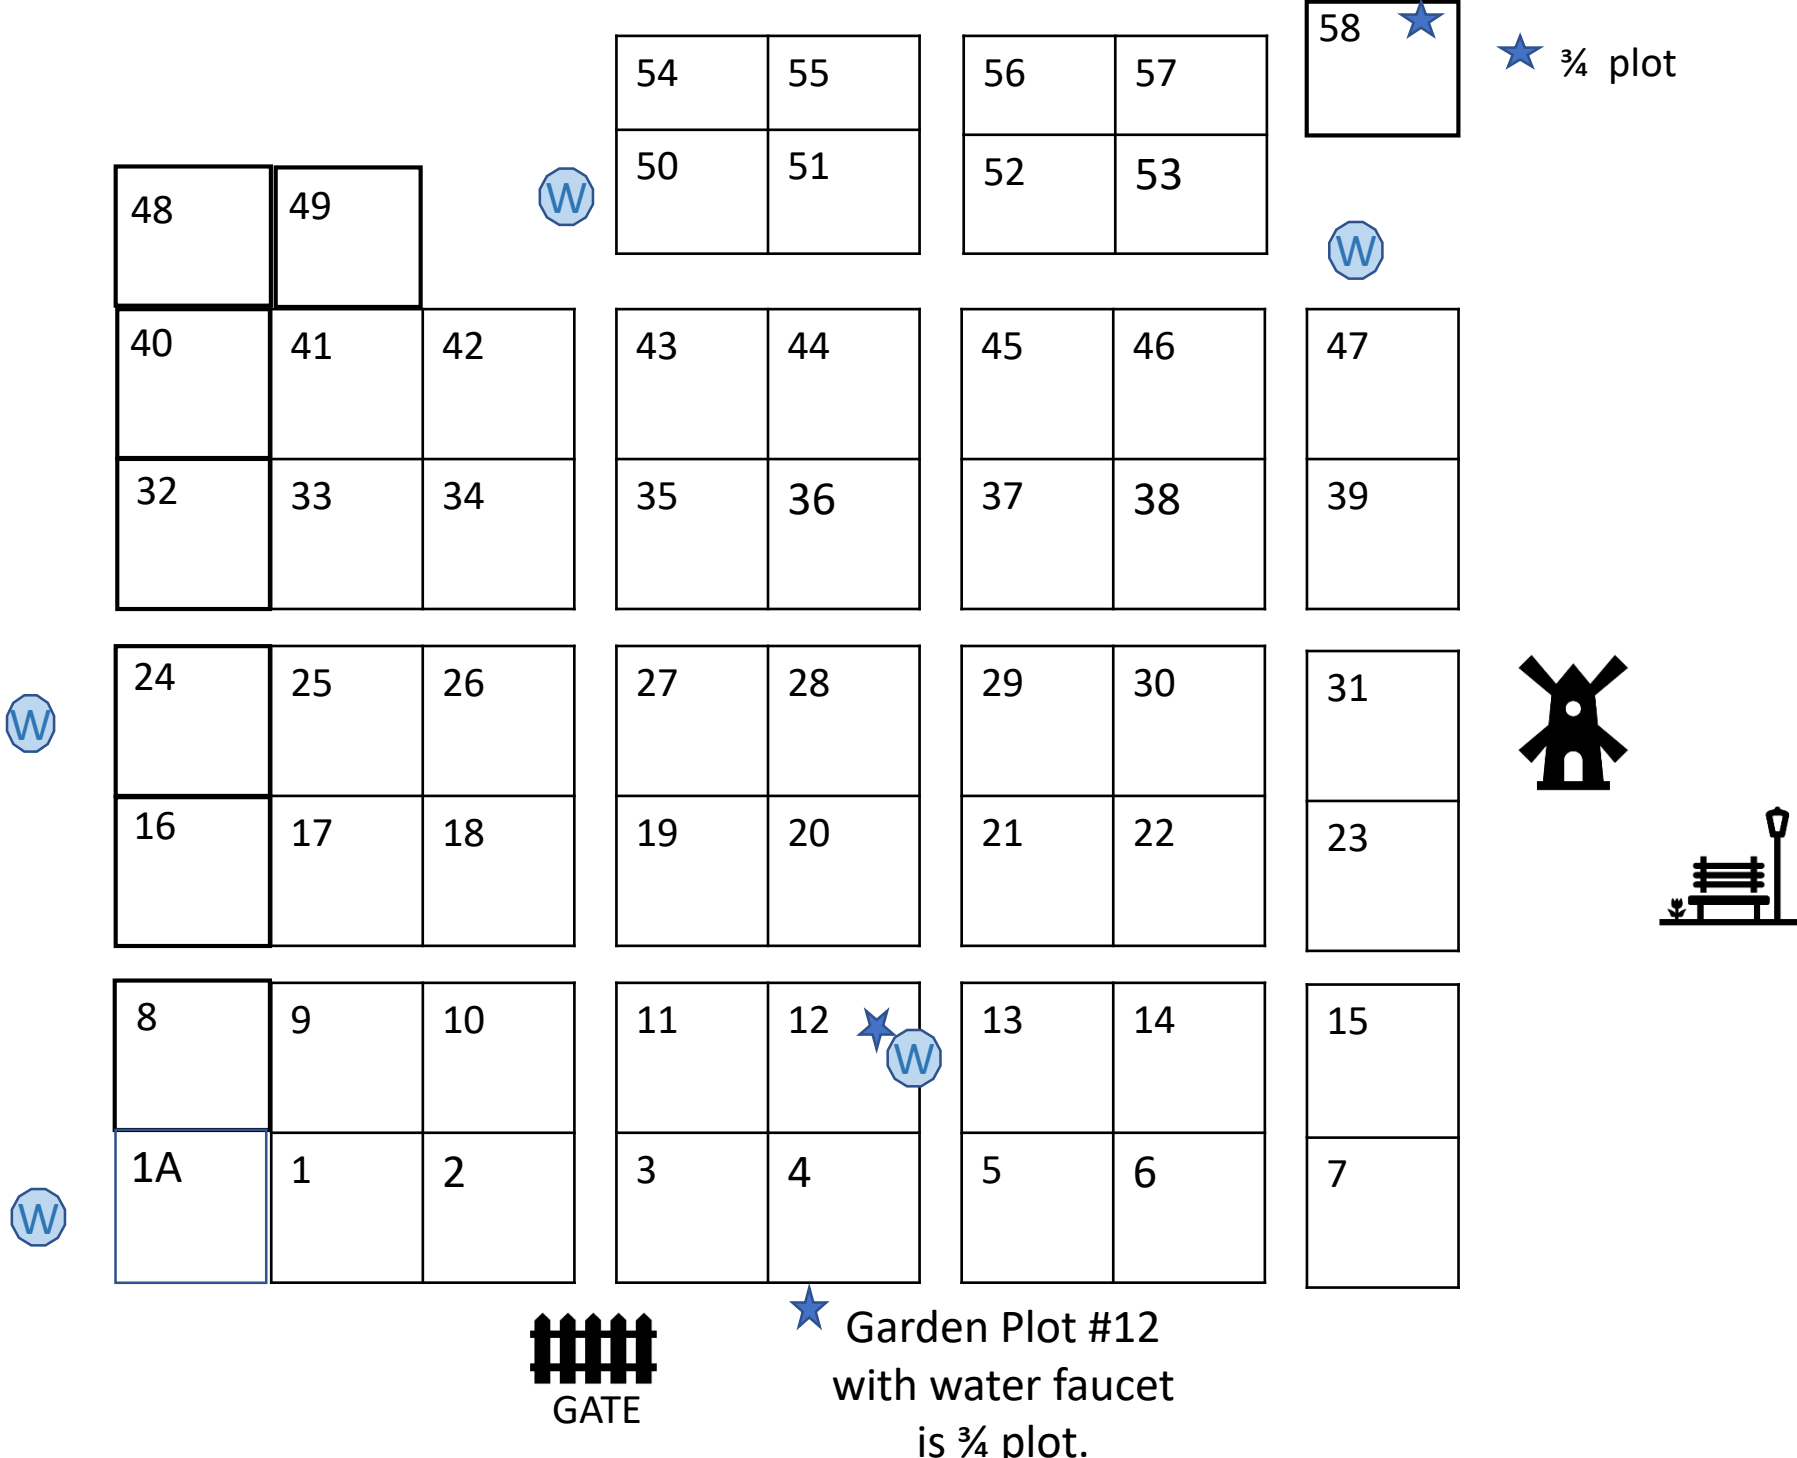 58
¾ plot
54 55 56 57
50 51 52 53
W
48 49
W
40 41 42 43 44 45 46 47
32 33 34 35 36 37 38 39
24 25 26 27 28 29 30 31
W
16 17 18 19 20 21 22 23
8 9 10 11 12 13 14 15
W
1A 1 2 3 4 5 6 7
W
GATE
Garden Plot #12
with water faucet
is ¾ plot.